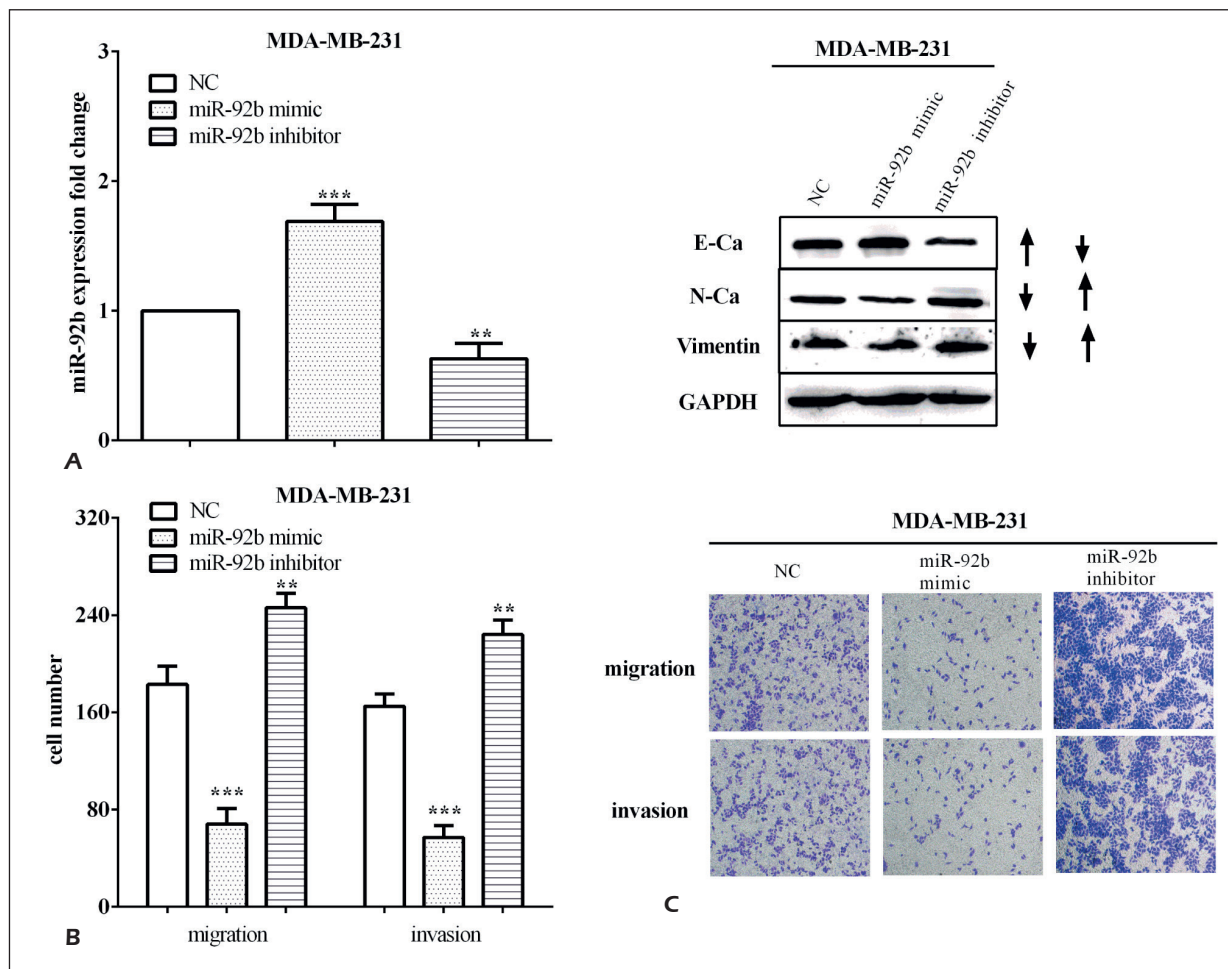 MDA-MB-231
NC
miR-92b mimic
miR-92b inhibitor
miR-92b expression fold change
3
2
1
0
***
**
A
MDA-MB-231
NC
miR-92b mimic
miR-92b inhibitor
E-Ca
N-Ca
Vimentin
GAPDH
MDA-MB-231
NC
miR-92b mimic
miR-92b inhibitor
cell number
320
240
160
80
0
***
**
***
**
migration
invasion
B
MDA-MB-231
NC
miR-92b
mimic
miR-92b
inhibitor
migration
invasion
C